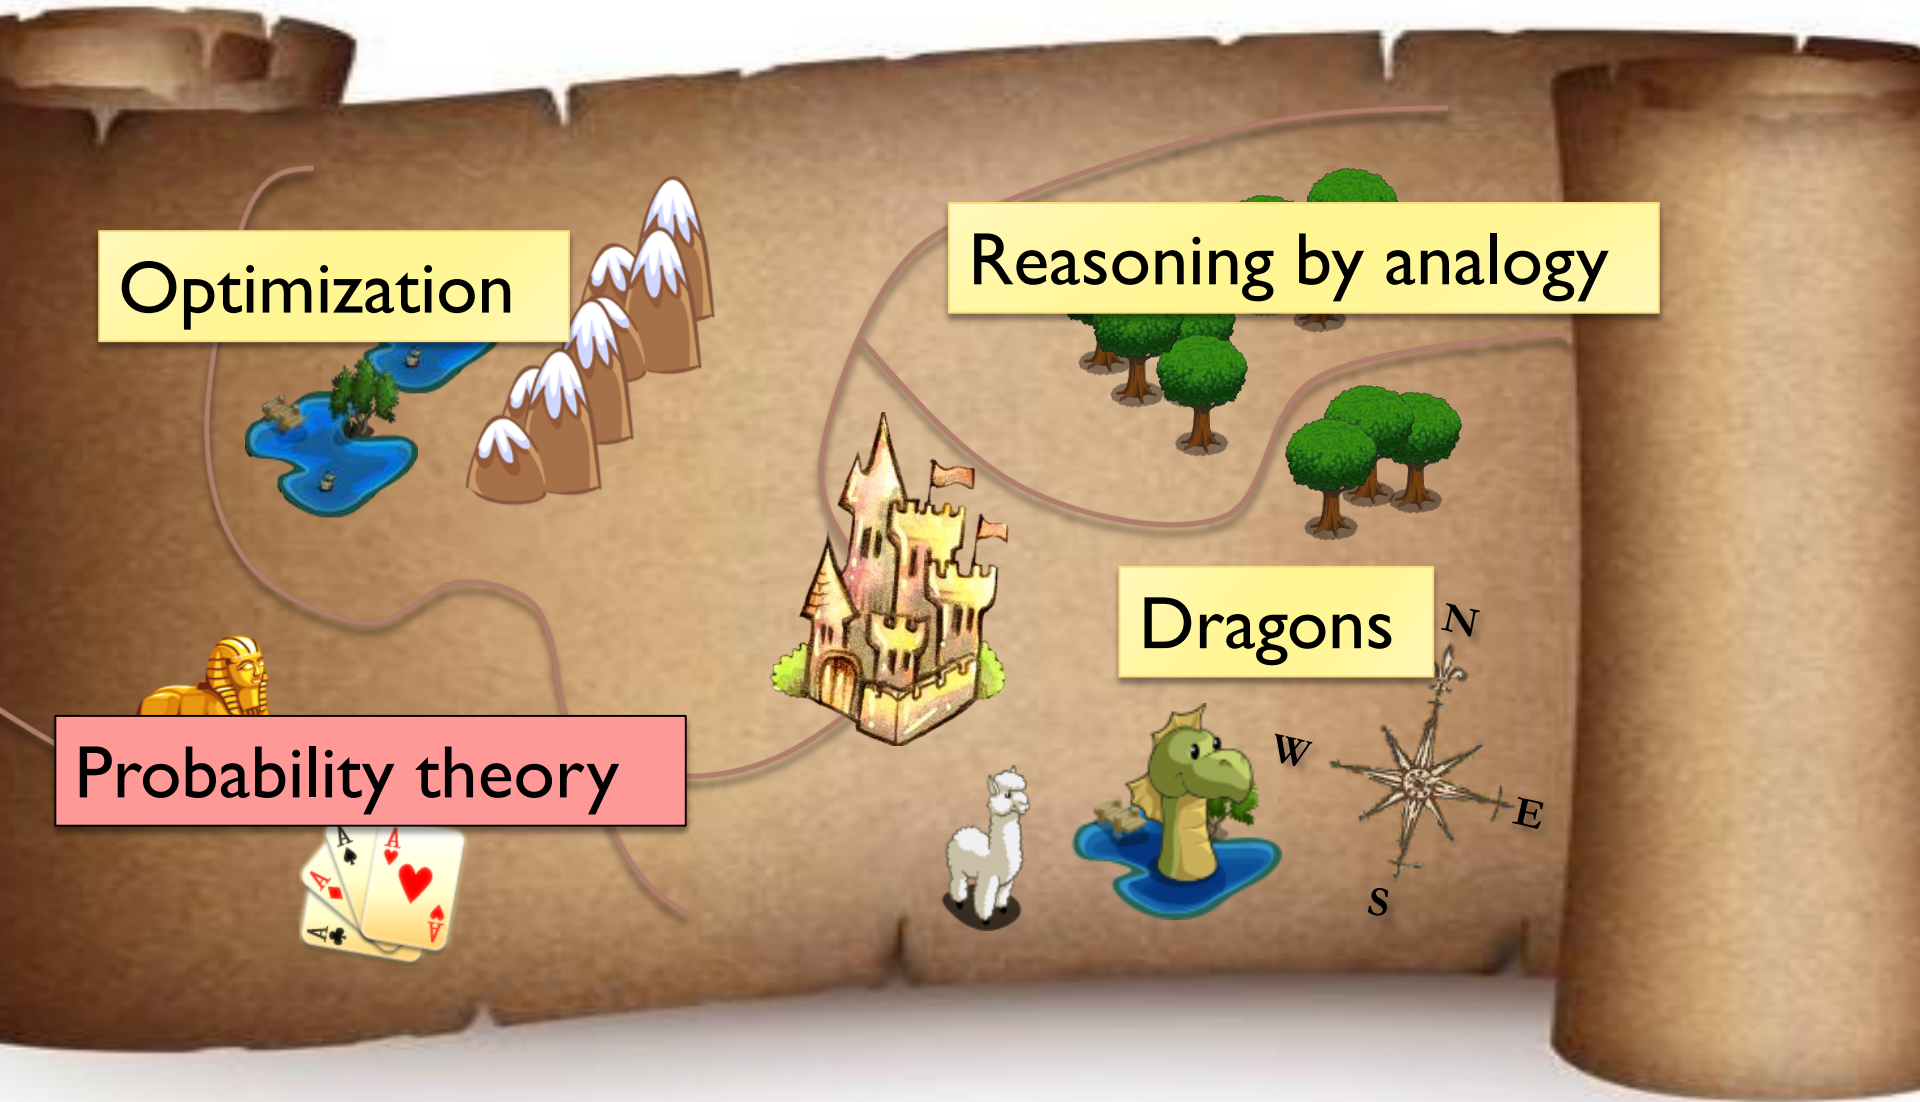 Optimization
Reasoning by analogy
Dragons
N
W
E
S
Probability theory
A
A
A
A
A